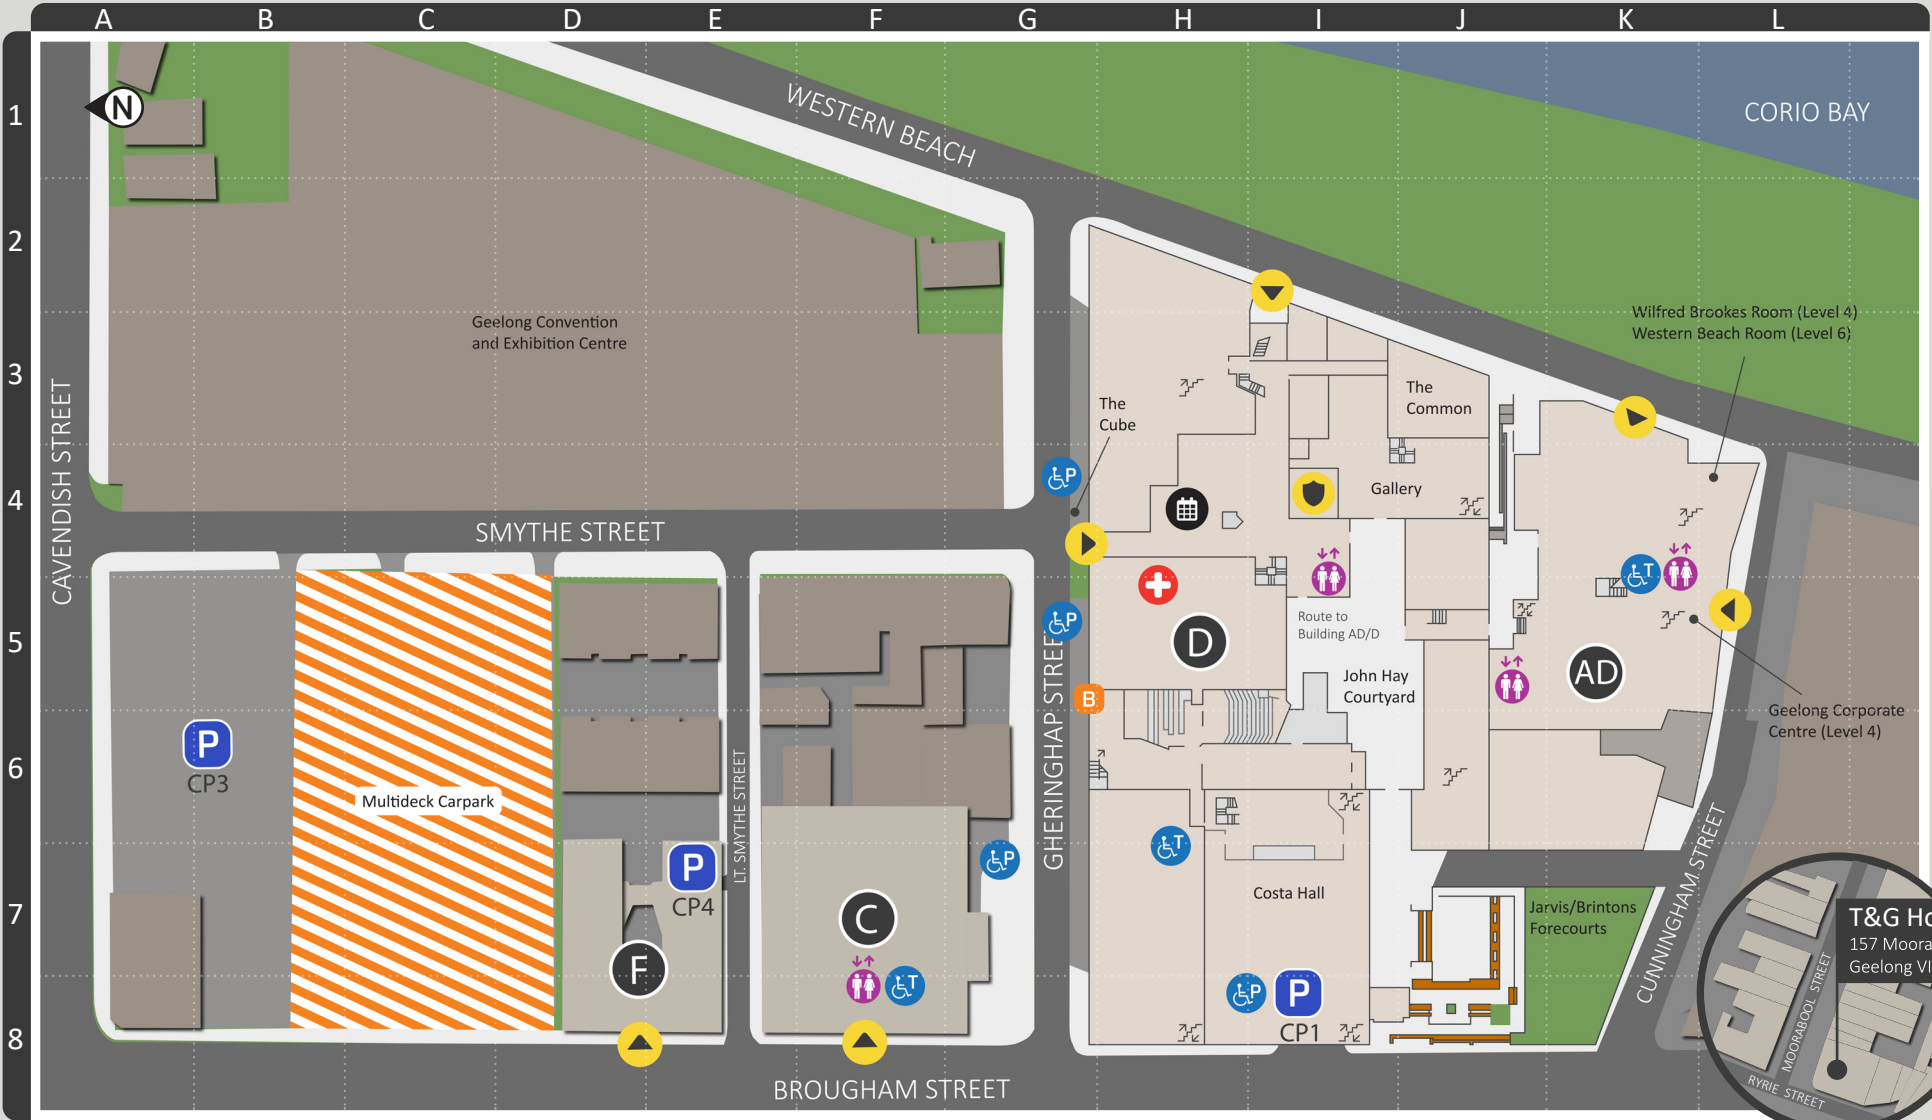 A B C D E F G H I J K L
1
2
3
4
5
6
7
8
N
WESTERN BEACH
CORIO BAY
Geelong Convention
and Exhibition Centre
Wilfred Brookes Room (Level 4)
Western Beach Room (Level 6)
CAVENDISH STREET
The
Cube
The
Common
P
Gallery
SMYTHE STREET
T
P
Route to
Building AD/D
D
AD
John Hay
Courtyard
B
GHERINGHAP STREET
Geelong Corporate
Centre (Level 4)
P
CP3
Multideck Carpark
LT. SMYTHE STREET
P
CP4
P
T
Costa Hall
Jarvis/Brintons
Forecourts
CUNNINGHAM STREET
C
F
T
P
P
CP1
T&G Ho
157 Moora
Geelong VI
MOORABOOL STREET
RYRIE STREET
BROUGHAM STREET